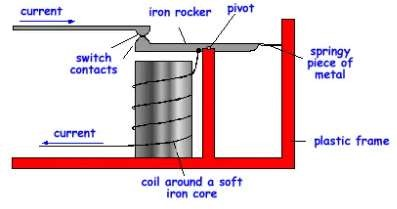 current
iron rocker
pivot
switch
contacts
springy
piece of
metal
current
plastic frame
coil around a soft
iron core